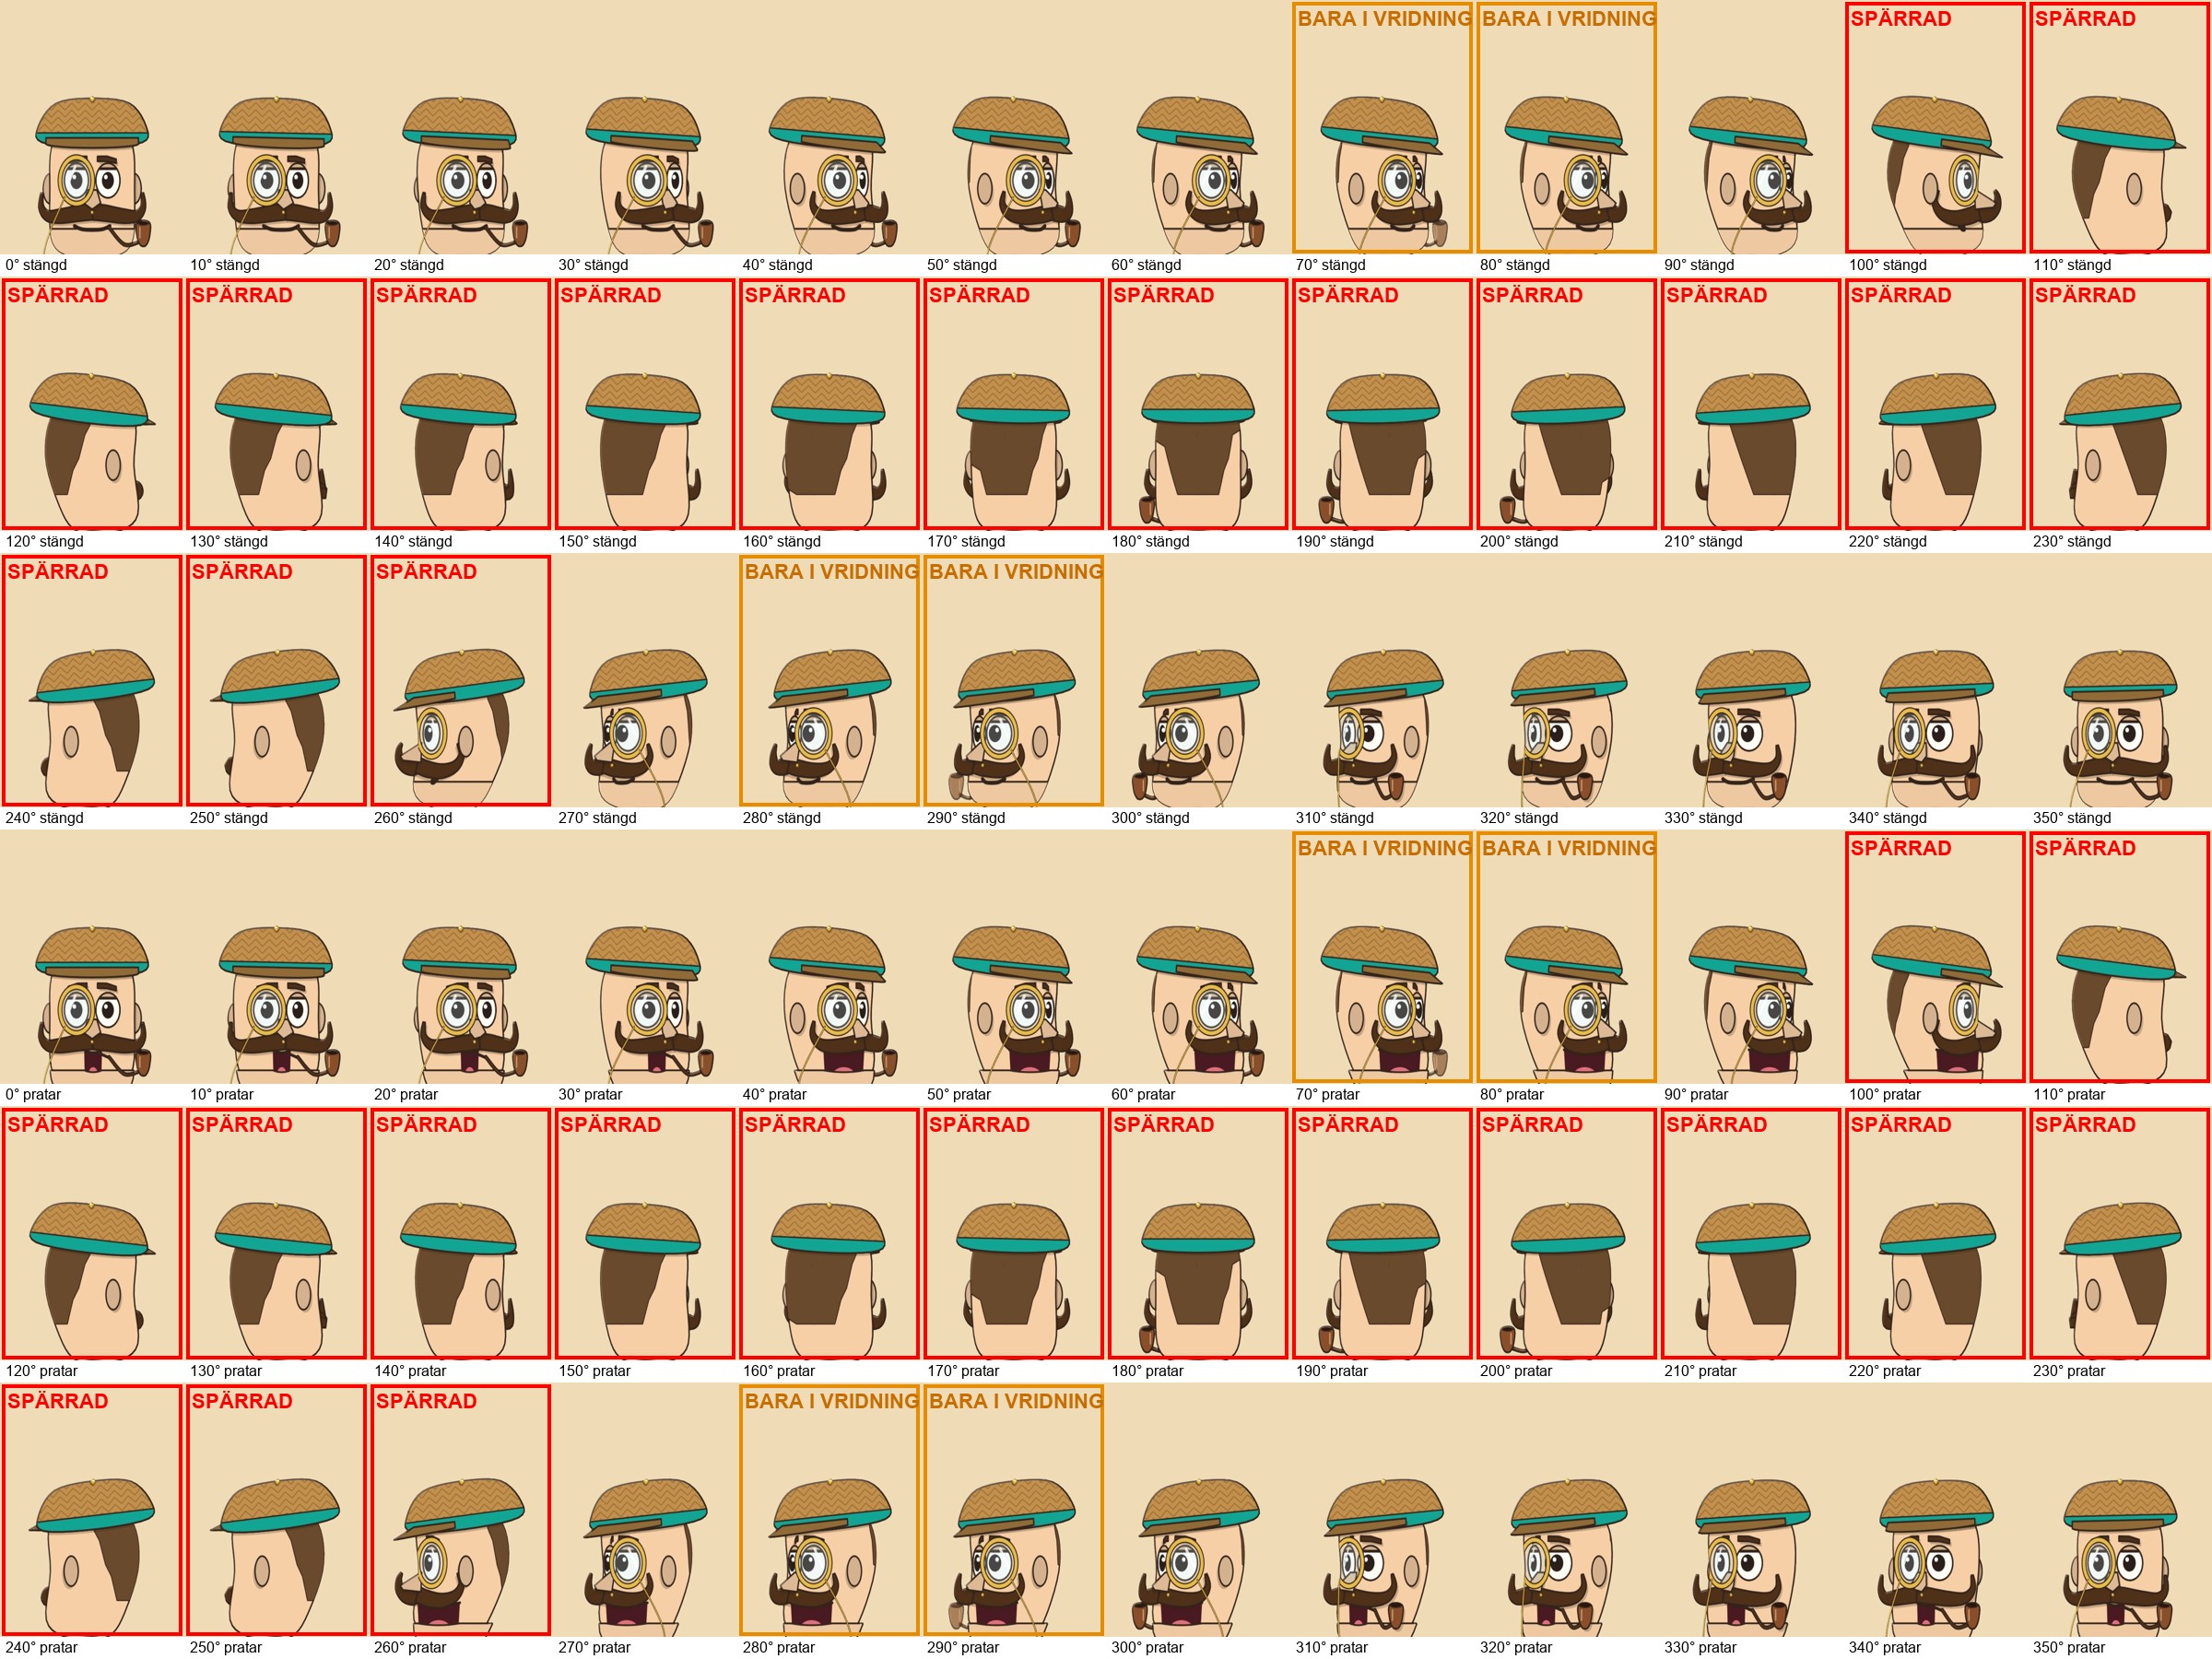 BARA I VRIDNING BARA I VRIDNING SPÄRRAD SPÄRRAD
0° stängd 10° stängd 20° stängd 30° stängd 40° stängd 50° stängd 60° stängd 70° stängd 80° stängd 90° stängd 100° stängd 110° stängd
SPÄRRAD SPÄRRAD SPÄRRAD SPÄRRAD SPÄRRAD SPÄRRAD SPÄRRAD SPÄRRAD SPÄRRAD SPÄRRAD SPÄRRAD SPÄRRAD
120° stängd 130° stängd 140° stängd 150° stängd 160° stängd 170° stängd 180° stängd 190° stängd 200° stängd 210° stängd 220° stängd 230° stängd
SPÄRRAD SPÄRRAD SPÄRRAD BARA I VRIDNING BARA I VRIDNING
240° stängd 250° stängd 260° stängd 270° stängd 280° stängd 290° stängd 300° stängd 310° stängd 320° stängd 330° stängd 340° stängd 350° stängd
BARA I VRIDNING BARA I VRIDNING SPÄRRAD SPÄRRAD
0° pratar 10° pratar 20° pratar 30° pratar 40° pratar 50° pratar 60° pratar 70° pratar 80° pratar 90° pratar 100° pratar 110° pratar
SPÄRRAD SPÄRRAD SPÄRRAD SPÄRRAD SPÄRRAD SPÄRRAD SPÄRRAD SPÄRRAD SPÄRRAD SPÄRRAD SPÄRRAD SPÄRRAD
120° pratar 130° pratar 140° pratar 150° pratar 160° pratar 170° pratar 180° pratar 190° pratar 200° pratar 210° pratar 220° pratar 230° pratar
SPÄRRAD SPÄRRAD SPÄRRAD BARA I VRIDNING BARA I VRIDNING
240° pratar 250° pratar 260° pratar 270° pratar 280° pratar 290° pratar 300° pratar 310° pratar 320° pratar 330° pratar 340° pratar 350° pratar